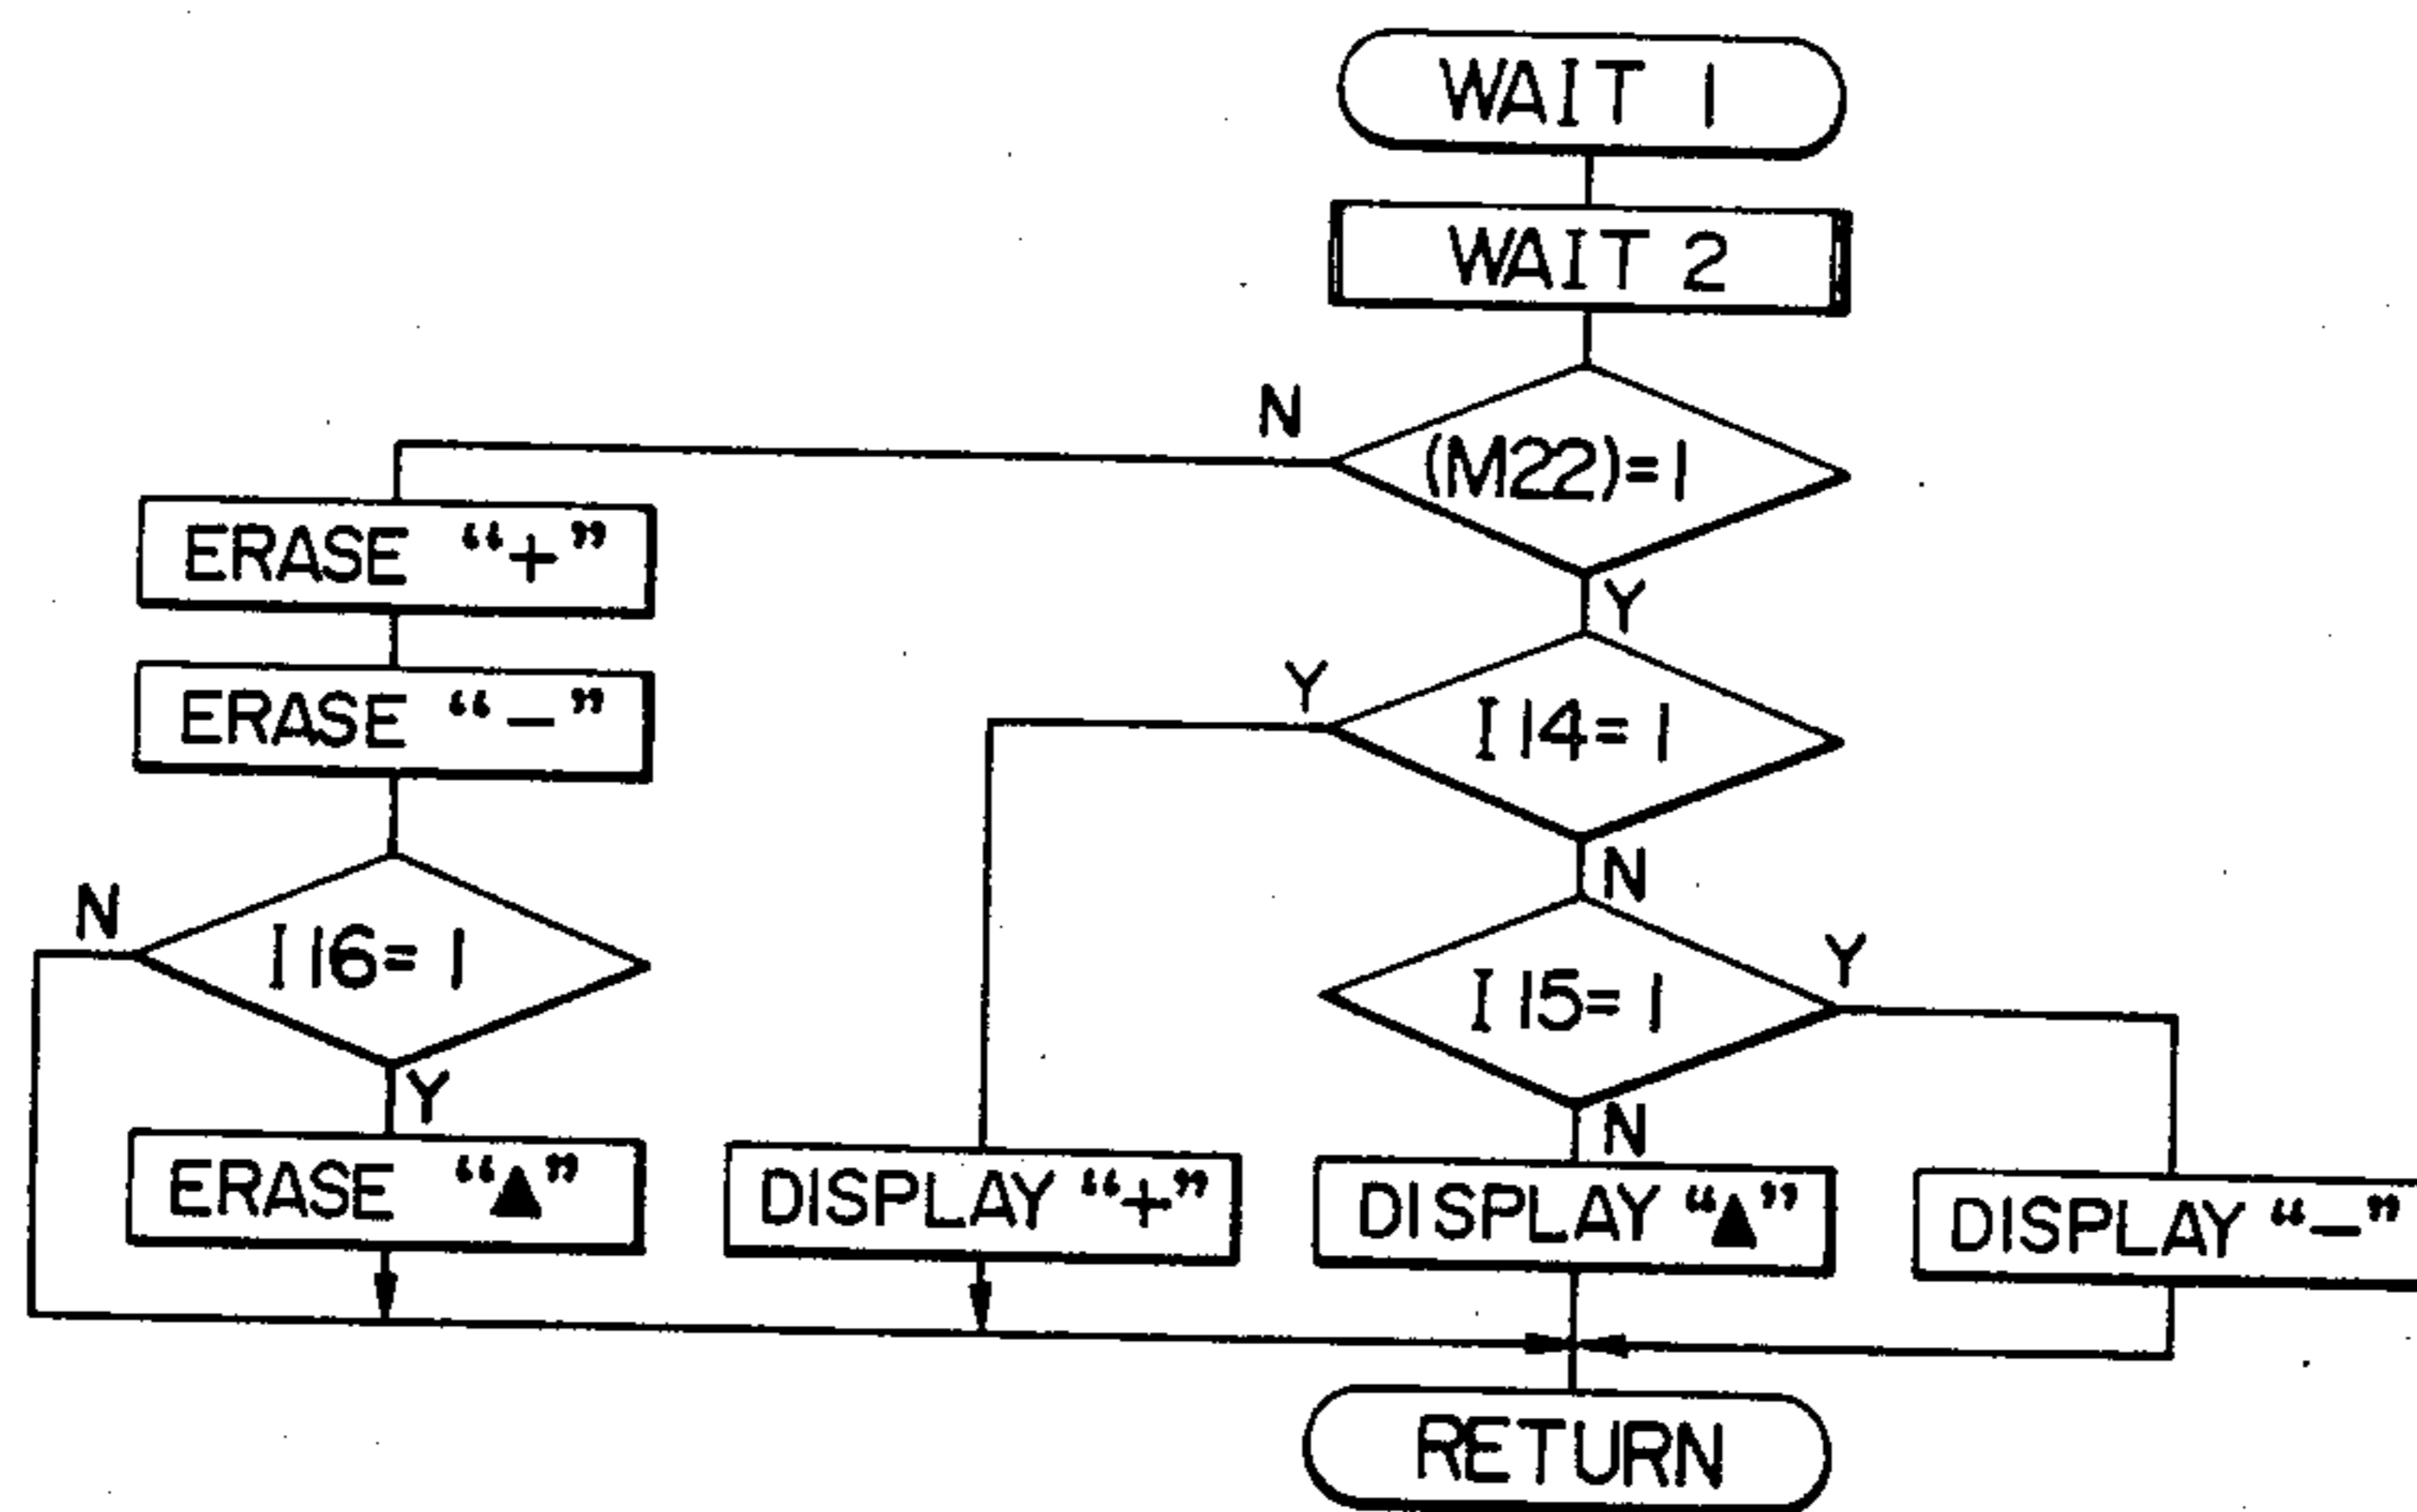 WAIT 1
WAIT 2
N
(M22)=1
Y
ERASE “+”
ERASE “−”
Y
I14=1
N
N
I16=1
Y
I15=1
Y
N
ERASE “▲”
DISPLAY “+”
DISPLAY “▲”
DISPLAY “−”
RETURN